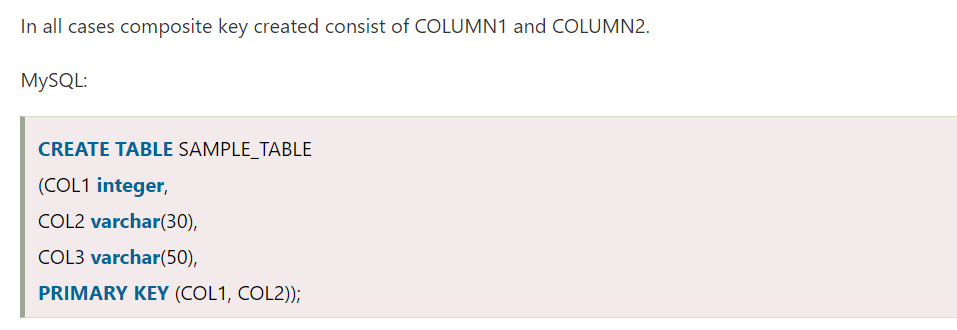 In all cases composite key created consist of COLUMN1 and COLUMN2.
MySQL:
CREATE TABLE SAMPLE_TABLE
(COL1 integer,
COL2 varchar(30),
COL3 varchar(50),
PRIMARY KEY (COL1, COL2));